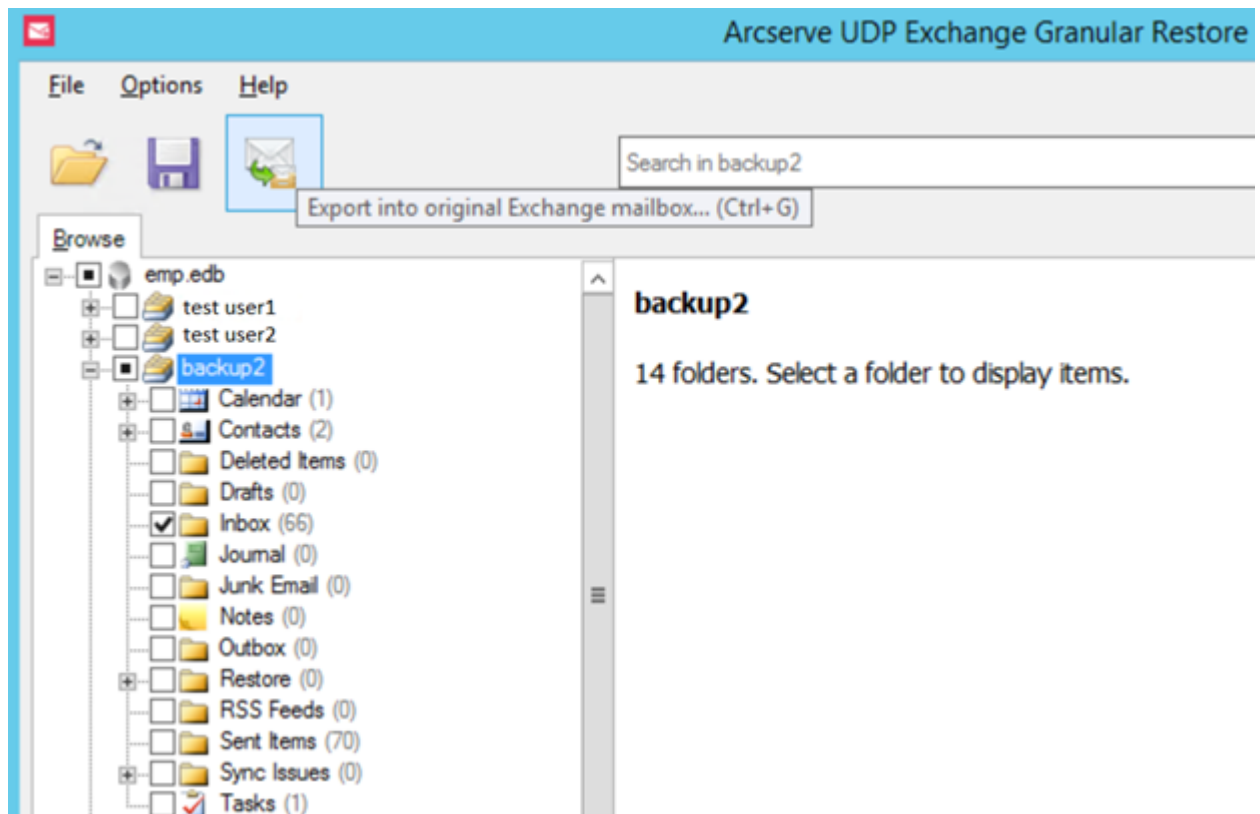 Arcserve UDP Exchange Granular Restore
File Options Help
Search in backup2
Export into original Exchange mailbox... (Ctrl+G)
Browse
emp.edb
test user1
test user2
backup2
Calendar (1)
Contacts (2)
Deleted Items (0)
Drafts (0)
Inbox (66)
Journal (0)
Junk Email (0)
Notes (0)
Outbox (0)
Restore (0)
RSS Feeds (0)
Sent Items (70)
Sync Issues (0)
Tasks (1)
backup2
14 folders. Select a folder to display items.